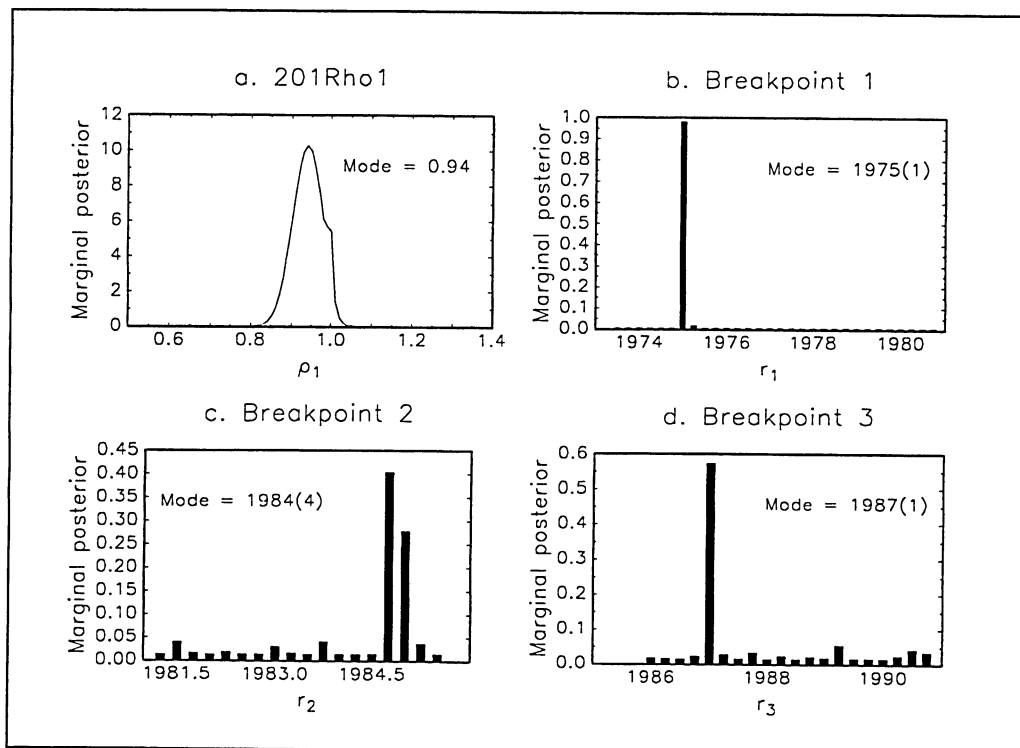 a. 201Rho1
Marginal posterior
12
10
8
6
4
2
0
Mode = 0.94
0.6 0.8 1.0 1.2 1.4
ρ1
b. Breakpoint 1
Marginal posterior
1.0
0.9
0.8
0.7
0.6
0.5
0.4
0.3
0.2
0.1
0.0
Mode = 1975(1)
1974 1976 1978 1980
r1
c. Breakpoint 2
Marginal posterior
0.45
0.40
0.35
0.30
0.25
0.20
0.15
0.10
0.05
0.00
Mode = 1984(4)
1981.5 1983.0 1984.5
r2
d. Breakpoint 3
Marginal posterior
0.6
0.5
0.4
0.3
0.2
0.1
0.0
Mode = 1987(1)
1986 1988 1990
r3